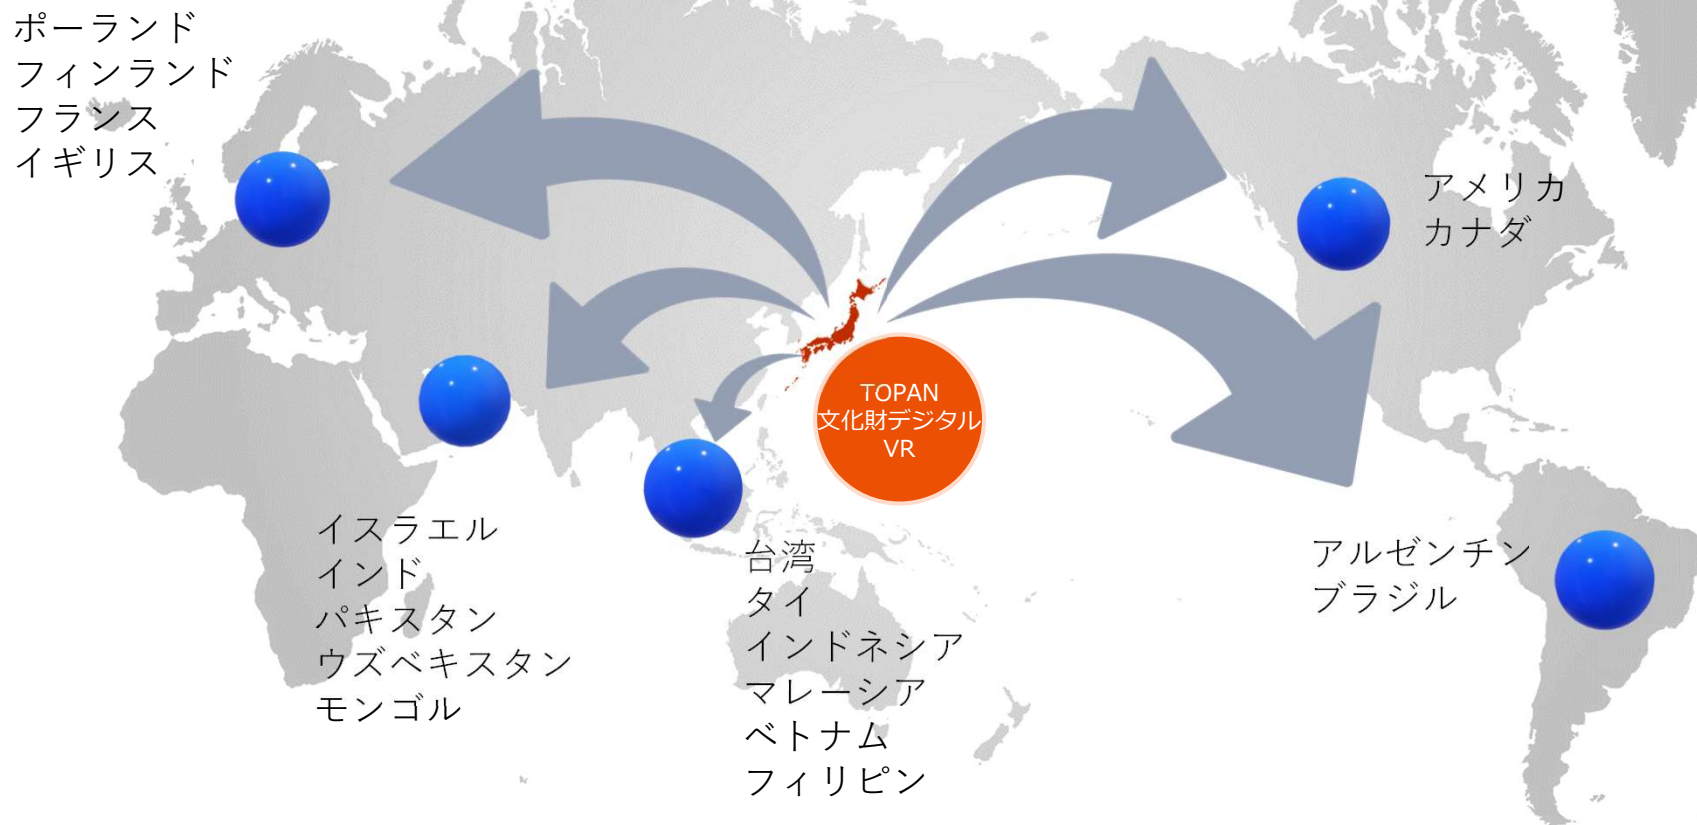 ポーランド
フィンランド
フランス
イギリス
アメリカ
カナダ
TOPAN
文化財デジタル
VR
イスラエル
インド
パキスタン
ウズベキスタン
モンゴル
台湾
タイ
インドネシア
マレーシア
ベトナム
フィリピン
アルゼンチン
ブラジル